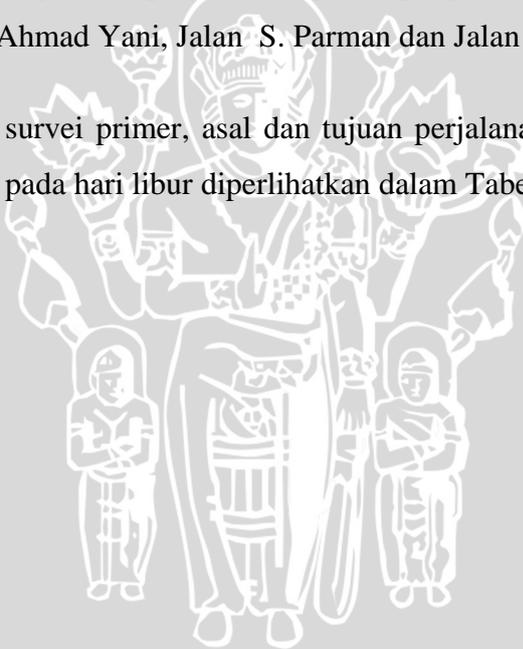 Ahmad Yani, Jalan S. Parman dan Jalan
survei primer, asal dan tujuan perjalana
pada hari libur diperlihatkan dalam Tabe